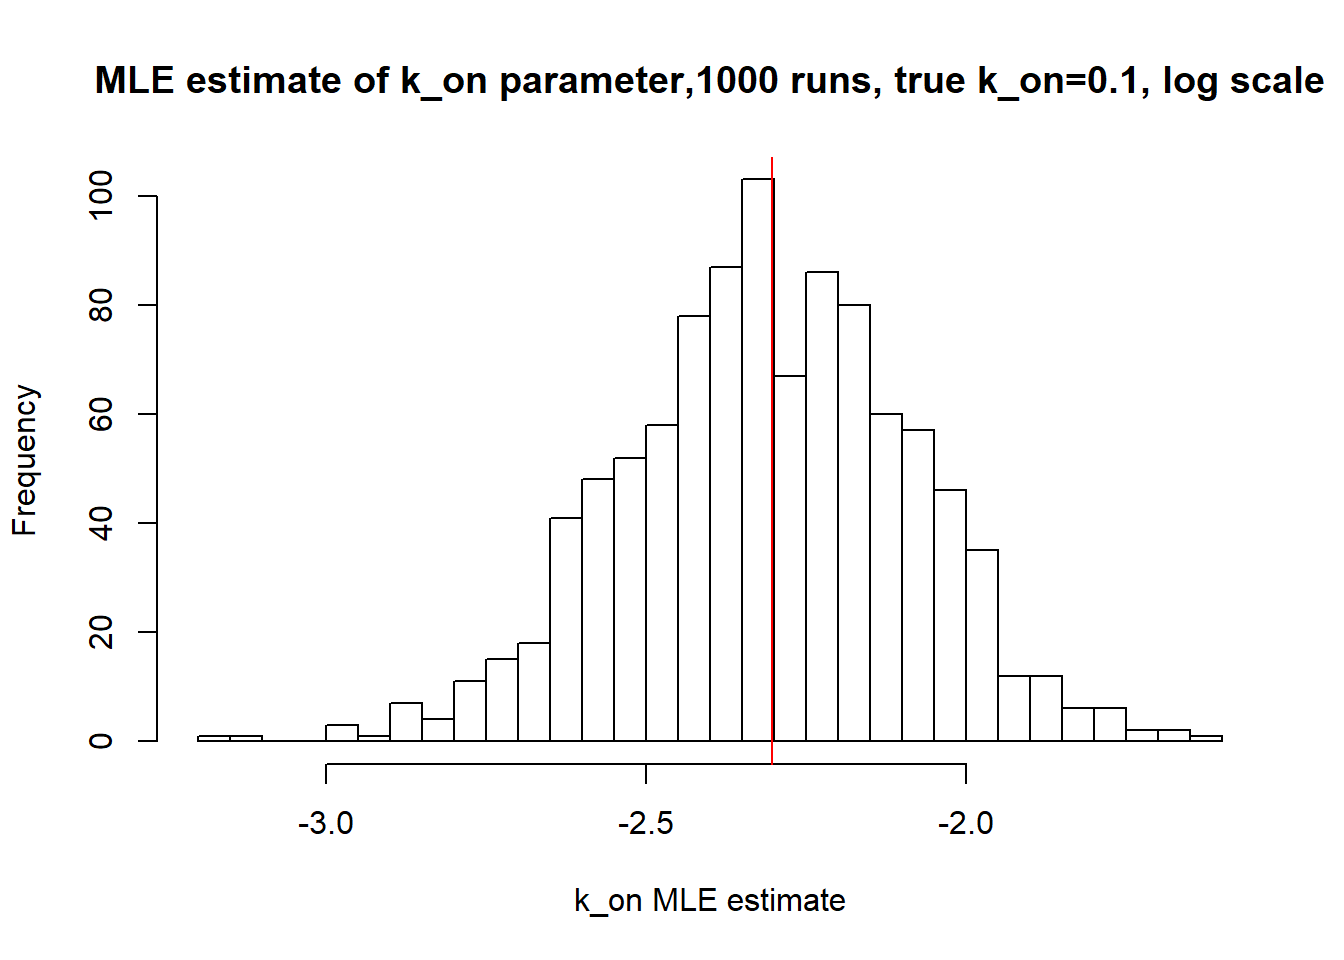 MLE estimate of k_on parameter,1000 runs, true k_on=0.1, log scale
100
80
60
40
20
0
Frequency
-3.0 -2.5 -2.0
k_on MLE estimate